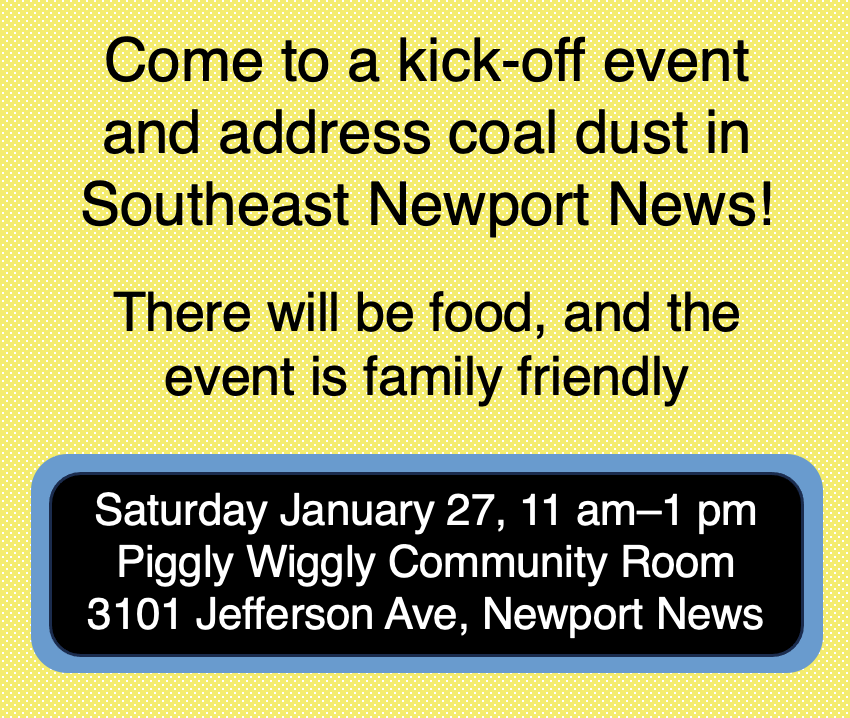 Come to a kick-off event
and address coal dust in
Southeast Newport News!
There will be food, and the
event is family friendly
Saturday January 27, 11 am–1 pm
Piggly Wiggly Community Room
3101 Jefferson Ave, Newport News